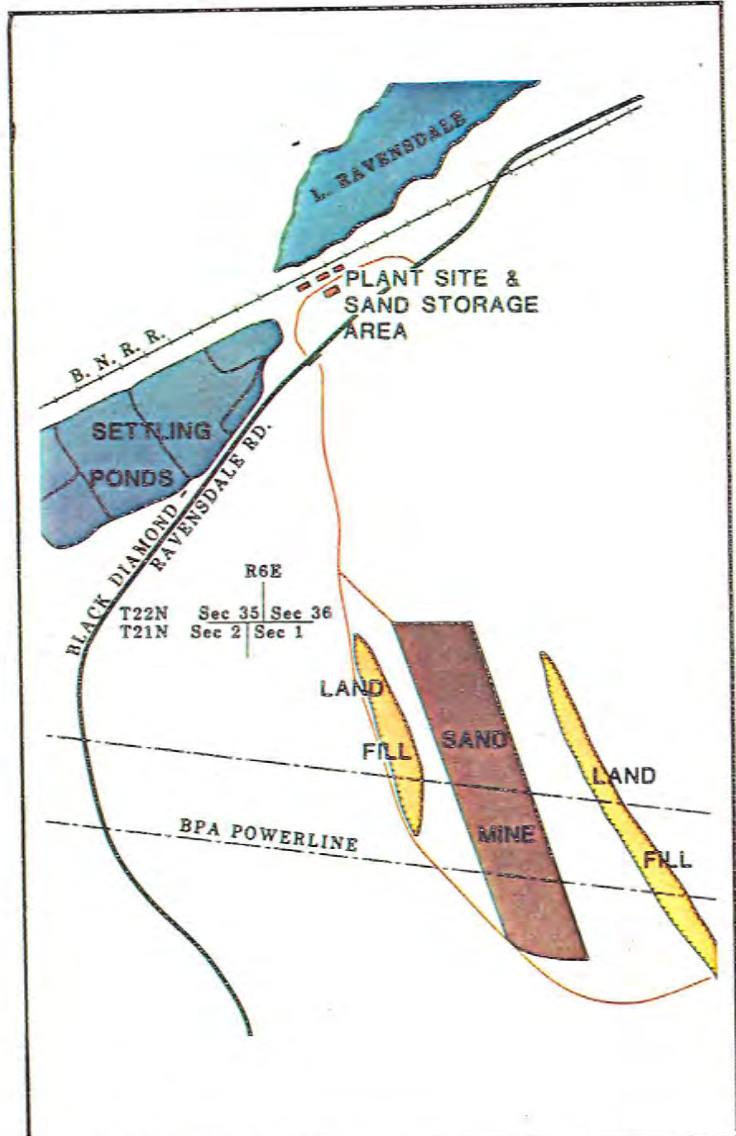 L. RAVENSDALE
PLANT SITE &
SAND STORAGE
AREA
B. N. R. R.
SETTLING
PONDS
BLACK DIAMOND -
RAVENSDALE RD.
R6E
T22N Sec 35 Sec 36
T21N Sec 2 Sec 1
LAND
FILL
SAND
MINE
LAND
FILL
BPA POWERLINE